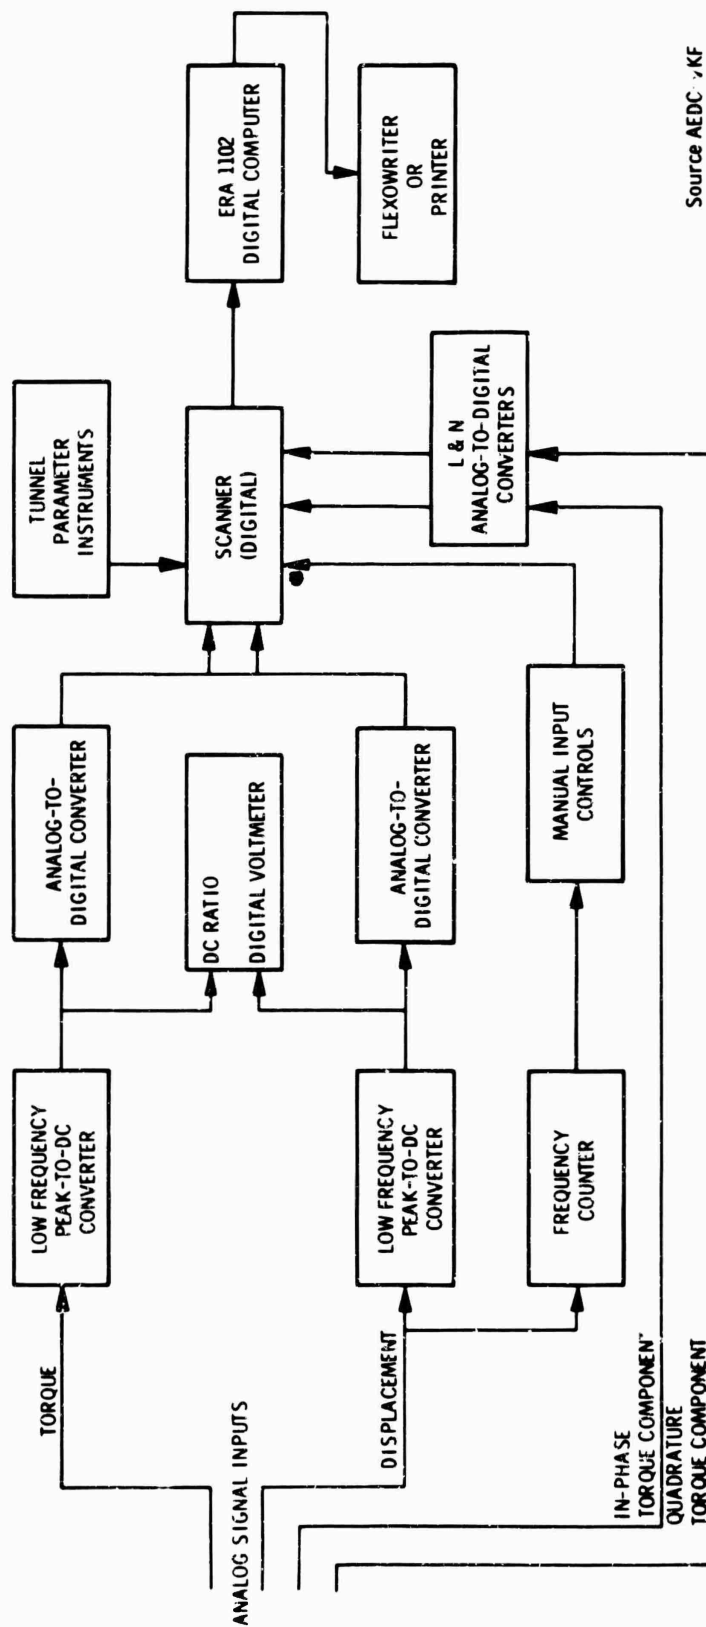 ANALOG SIGNAL INPUTS
TORQUE
DISPLACEMENT
IN-PHASE
TORQUE COMPONENT
QUADRATURE
TORQUE COMPONENT
LOW FREQUENCY
PEAK-TO-DC
CONVERTER
LOW FREQUENCY
PEAK-TO-DC
CONVERTER
FREQUENCY
COUNTER
ANALOG-TO-
DIGITAL CONVERTER
DC RATIO
DIGITAL VOLTMETER
ANALOG-TO-
DIGITAL CONVERTER
MANUAL INPUT
CONTROLS
TUNNEL
PARAMETER
INSTRUMENTS
SCANNER
(DIGITAL)
L & N
ANALOG-TO-DIGITAL
CONVERTERS
ERA 1102
DIGITAL COMPUTER
FLEXOWRITER
OR
PRINTER
Source AEDC